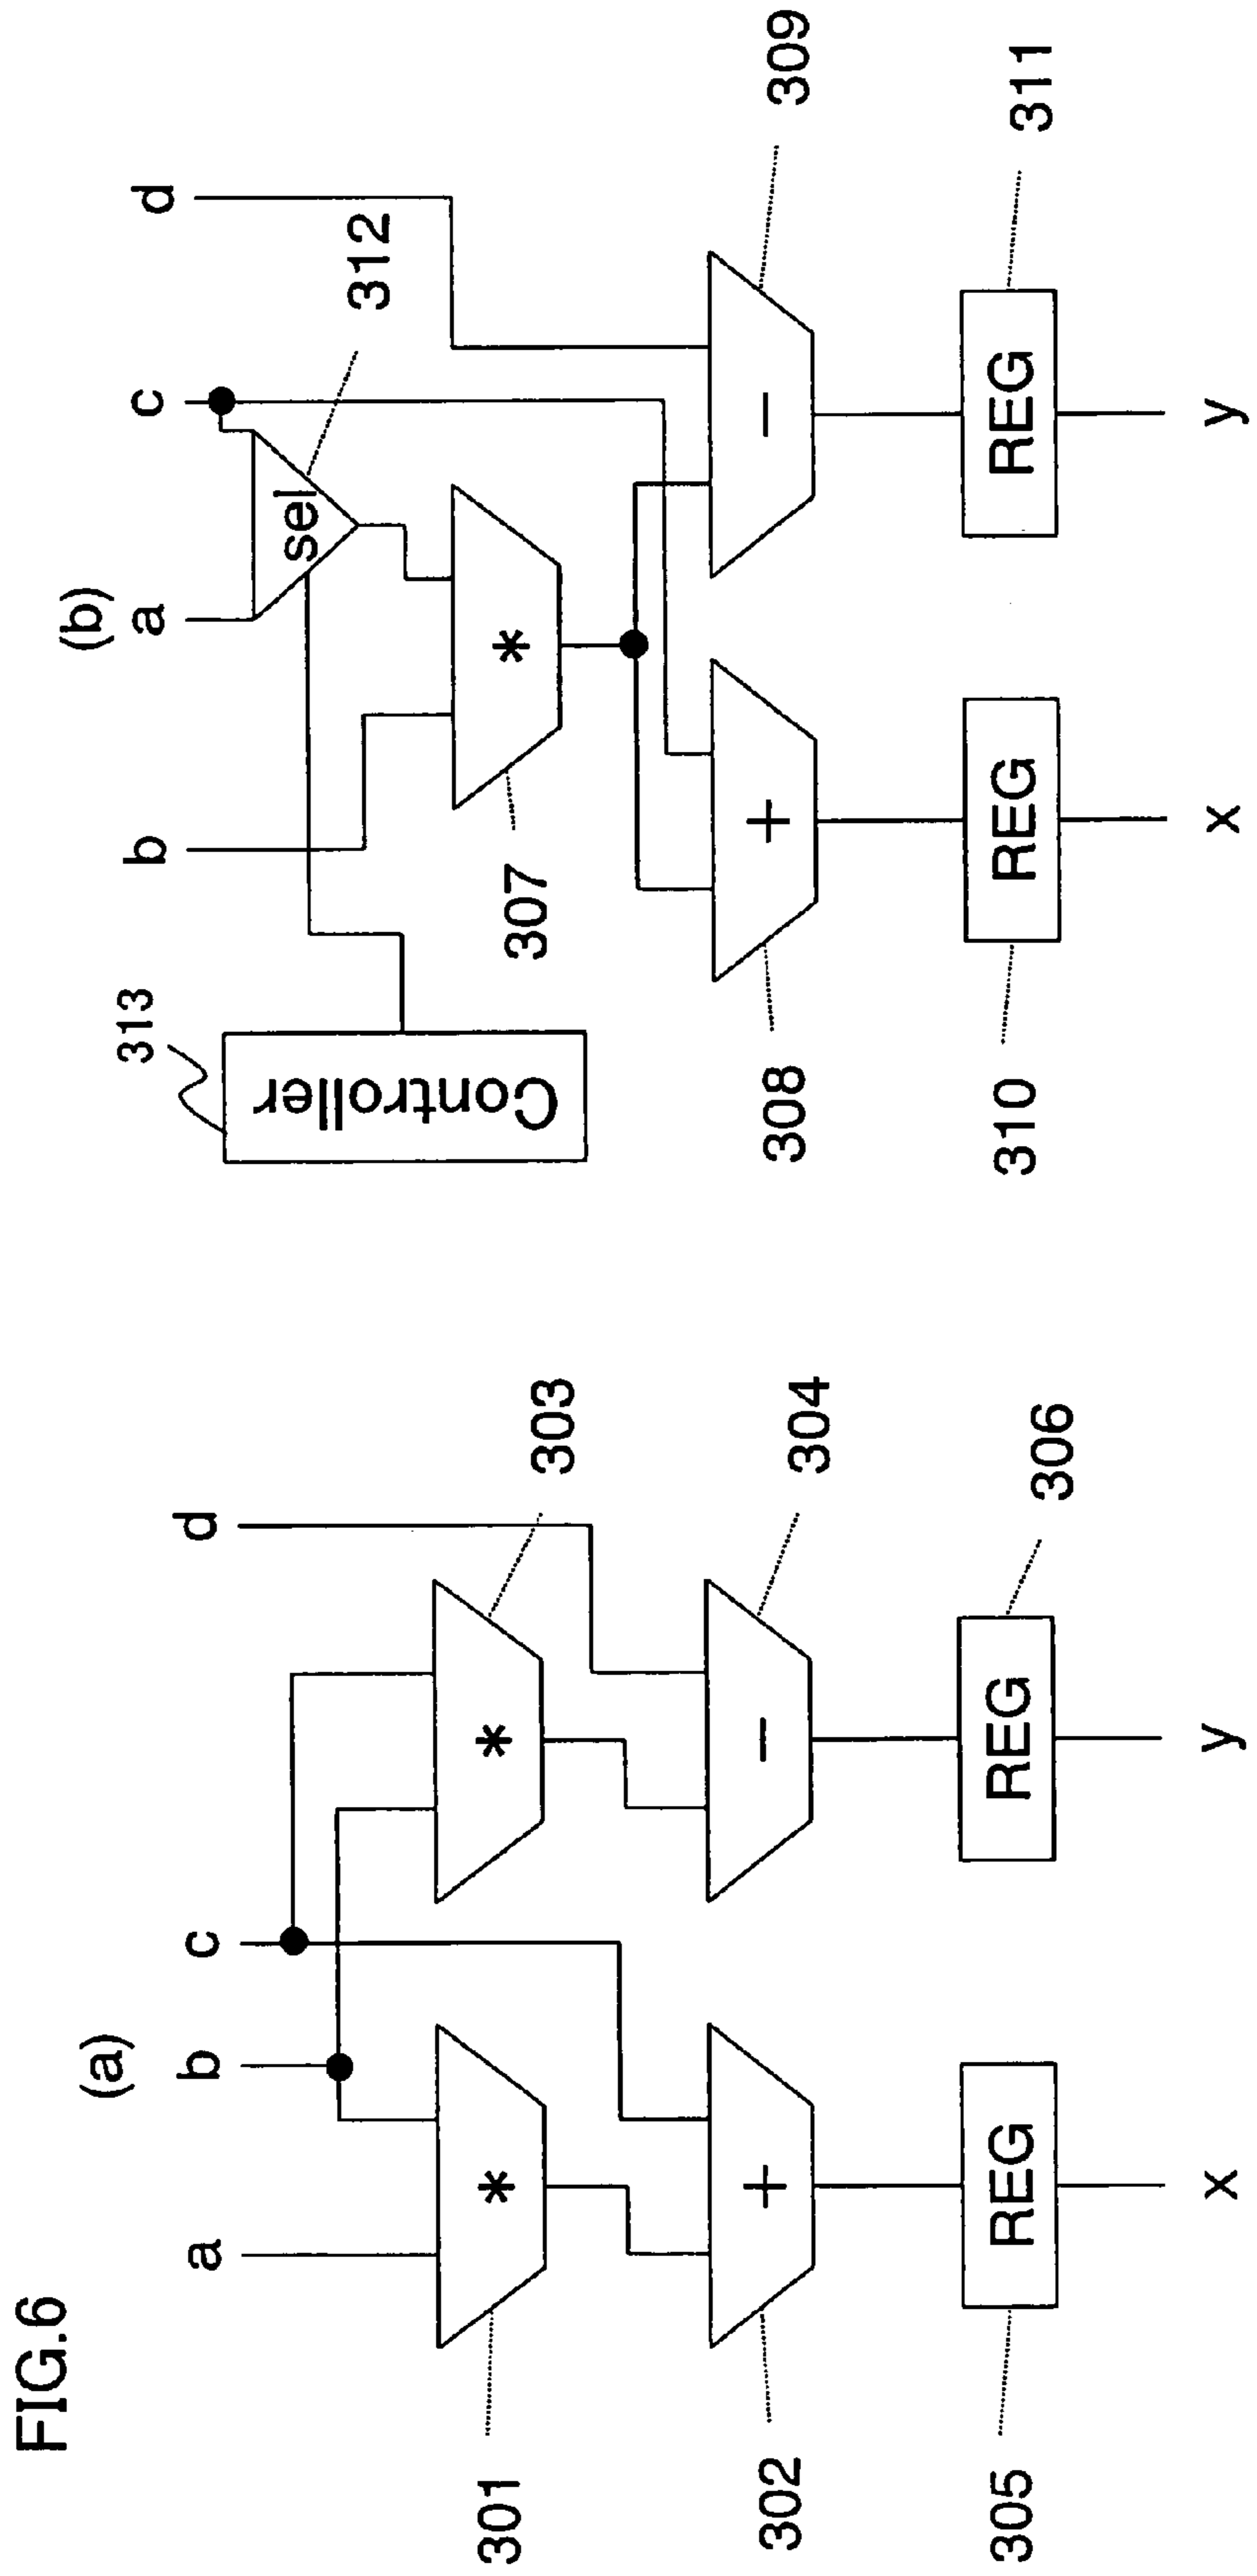 FIG.6
(a)
a
b
c
d
*
*
301
303
+
−
302
304
REG
REG
305
306
x
y
(b)
b
a
c
d
313
Controller
sel
312
*
307
+
−
308
309
REG
REG
310
311
x
y